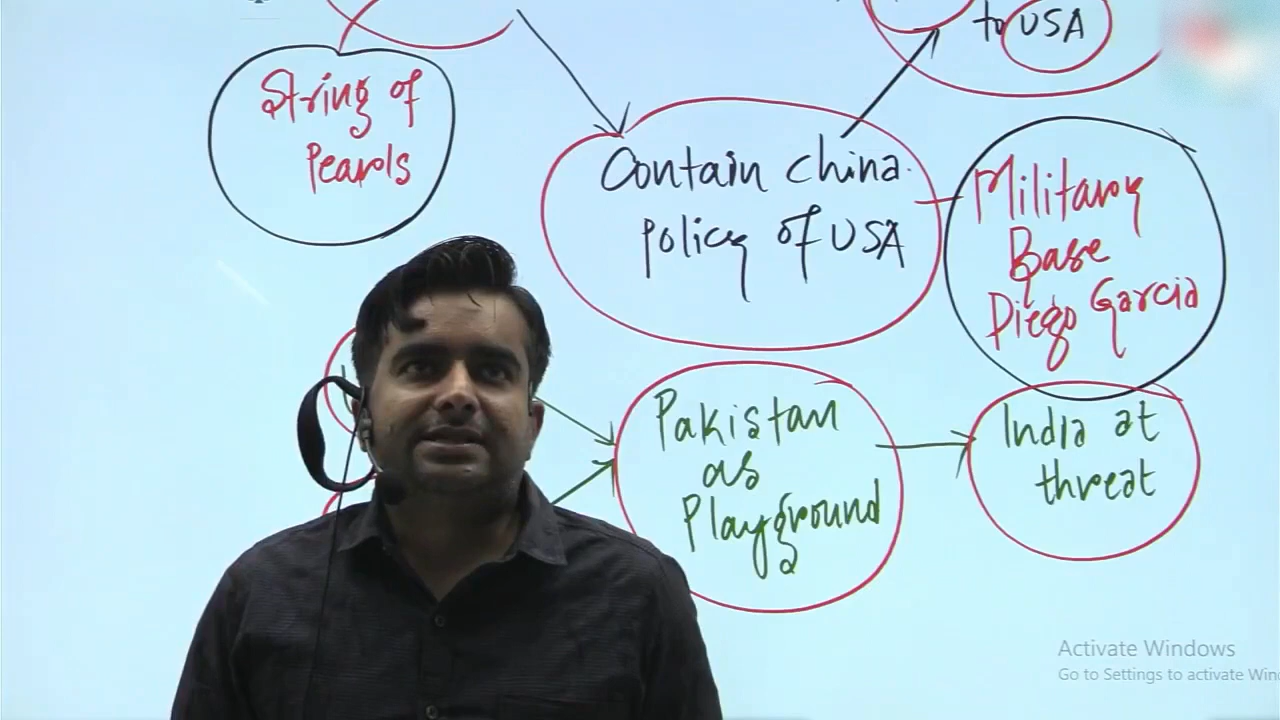 to USA
String of
Pearls
Contain China
Policy of USA
Military
Base
Diego Garcia
Pakistan
as
Playground
India at
threat
Activate Windows
Go to Settings to activate Win